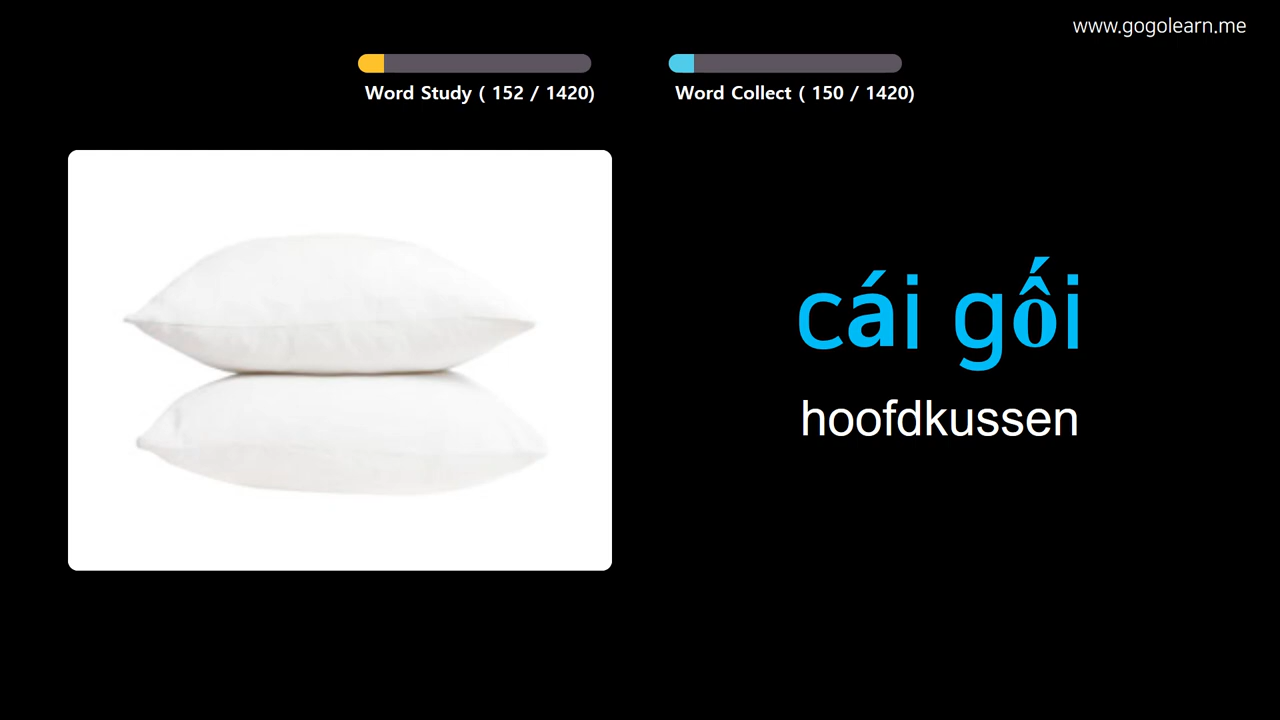 www.gogolearn.me
Word Study ( 152 / 1420)
Word Collect ( 150 / 1420)
cái gối
hoofdkussen